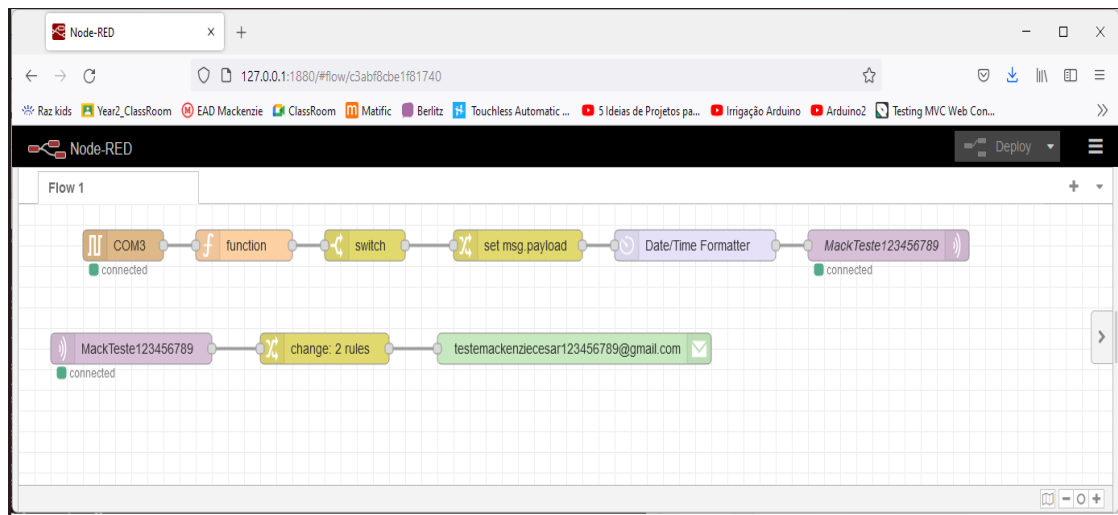 Node-RED
127.0.0.1:1880/#flow/c3abf8cbe1f81740
Raz kids Year2_ClassRoom EAD Mackenzie ClassRoom Matific Berlitz Touchless Automatic ... 5 Ideias de Projetos pa... Irrigação Arduino Arduino2 Testing MVC Web Con...
Node-RED Deploy
Flow 1
COM3 function switch set msg.payload Date/Time Formatter MackTeste123456789
connected connected
MackTeste123456789 change: 2 rules testemackenziecesar123456789@gmail.com
connected